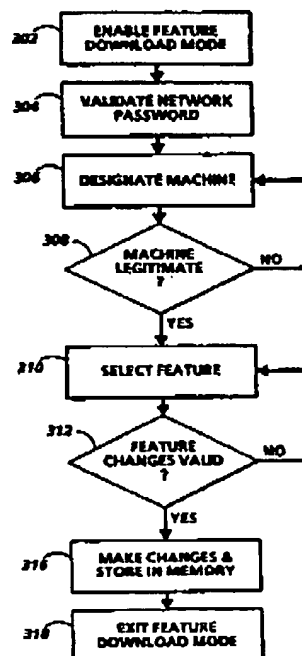 302
ENABLE FEATURE
DOWNLOAD MODE
304
VALIDATE NETWORK
PASSWORD
306
DESIGNATE MACHINE
308
MACHINE
LEGITIMATE
?
NO
YES
310
SELECT FEATURE
312
FEATURE
CHANGES VALID
?
NO
YES
316
MAKE CHANGES &
STORE IN MEMORY
318
EXIT FEATURE
DOWNLOAD MODE